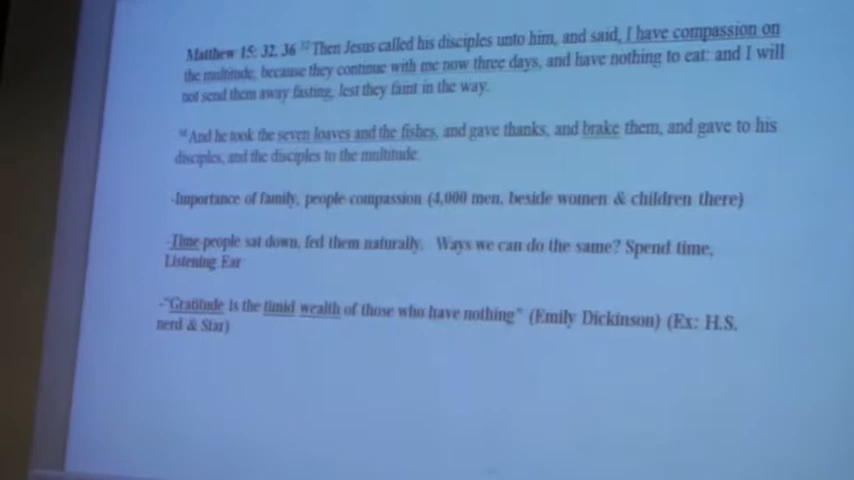 Matthew 15: 32, 36 ³²Then Jesus called his disciples unto him, and said, I have compassion on
the multitude, because they continue with me now three days, and have nothing to eat: and I will
not send them away fasting, lest they faint in the way.
³⁶And he took the seven loaves and the fishes, and gave thanks, and brake them, and gave to his
disciples, and the disciples to the multitude.
-Importance of family, people-compassion (4,000 men, beside women & children there)
-Time-people sat down, fed them naturally. Ways we can do the same? Spend time,
Listening Ear
-"Gratitude is the timid wealth of those who have nothing" (Emily Dickinson) (Ex: H.S.
nerd & Star)